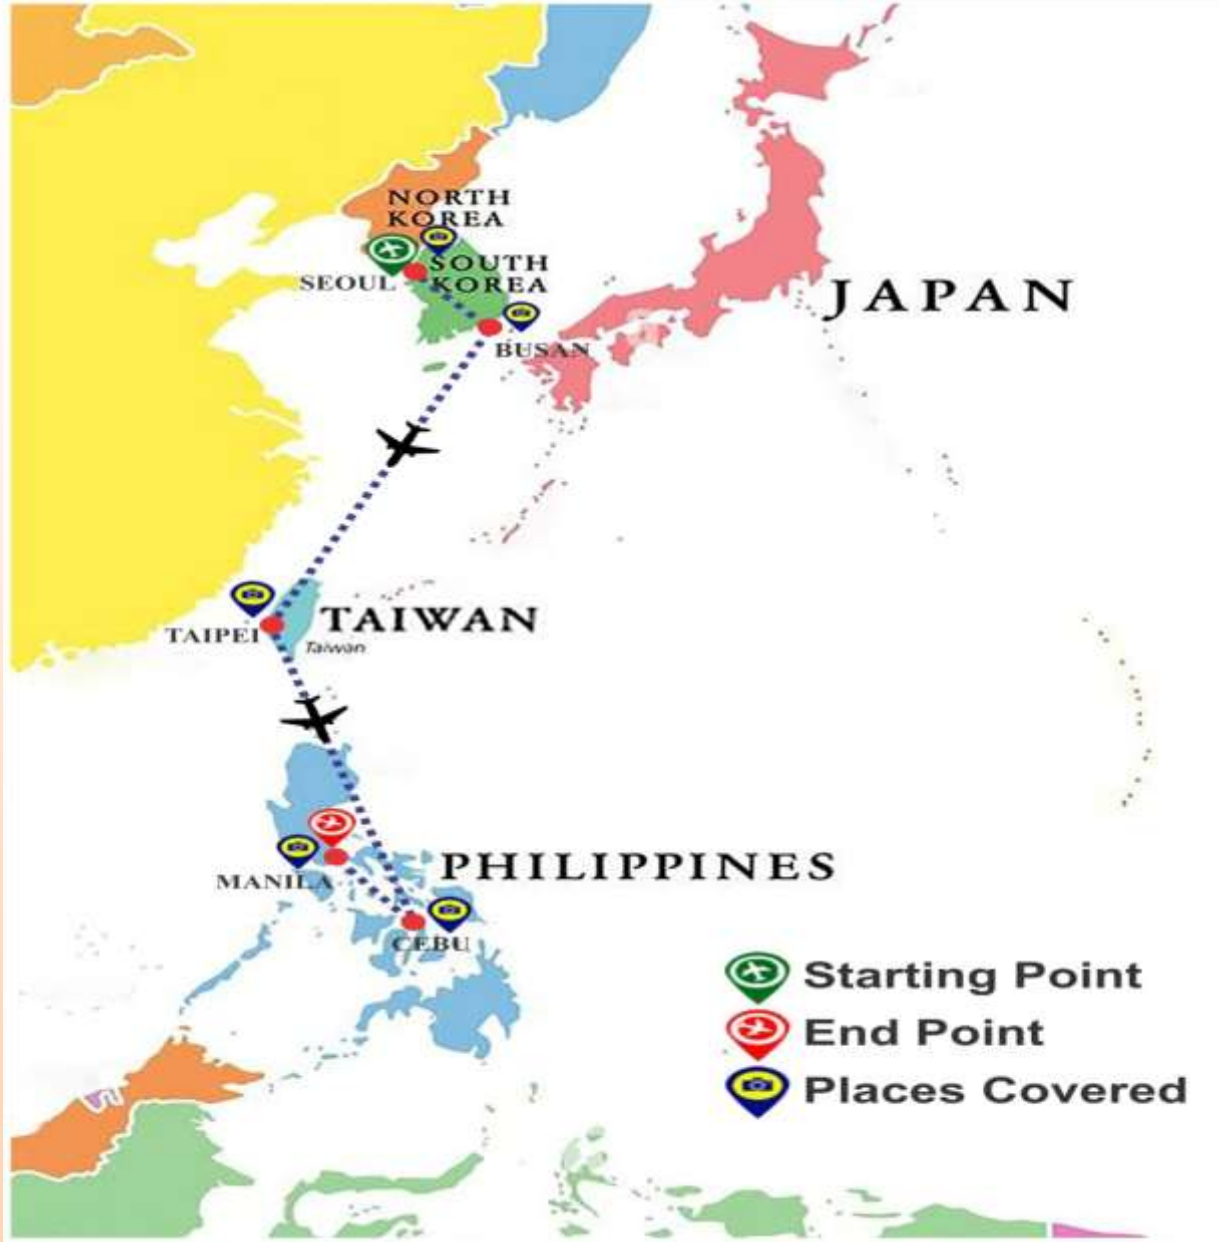 NORTH
KOREA
SOUTH
KOREA
SEOUL
JAPAN
BUSAN
TAIWAN
TAIPEI
Taiwan
PHILIPPINES
MANILA
CEBU
Starting Point
End Point
Places Covered